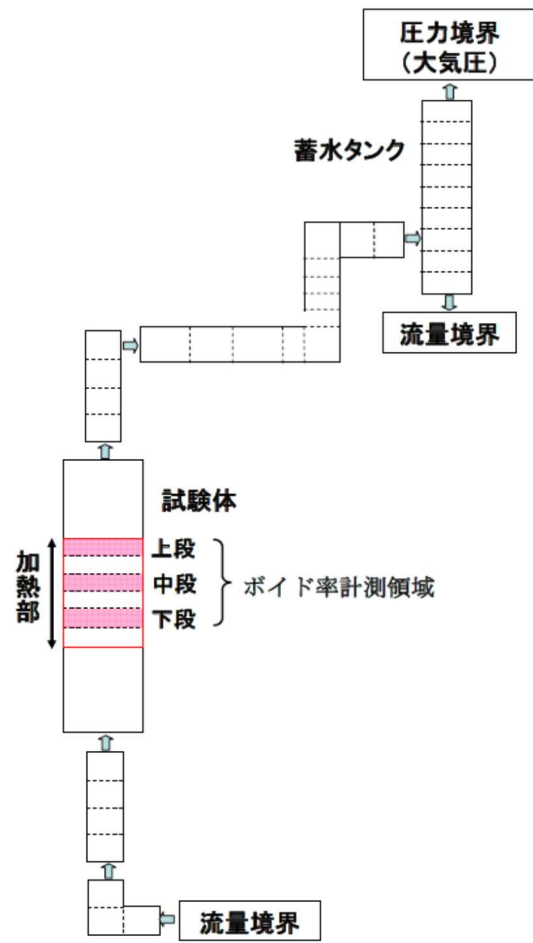 圧力境界
（大気圧）
蓄水タンク
流量境界
試験体
加熱部
上段
中段
下段
ボイド率計測領域
流量境界